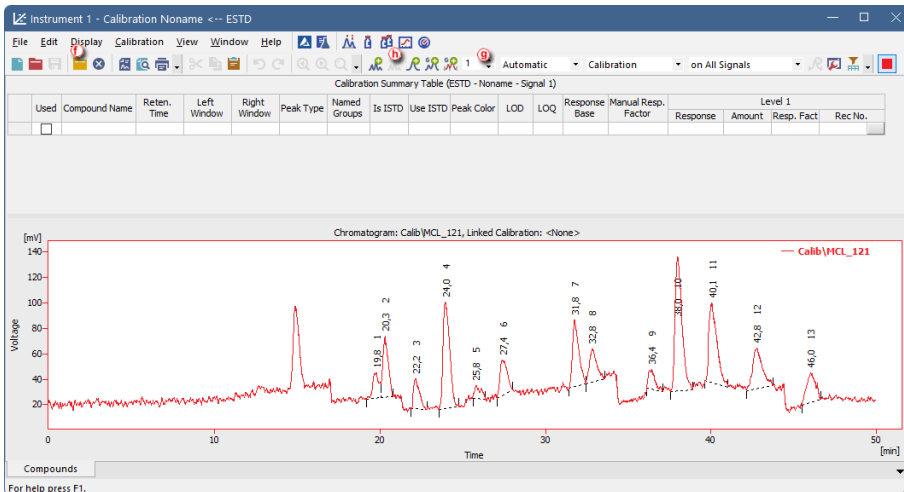 Instrument 1 - Calibration Noname <-- ESTD
File Edit Display Calibration View Window Help
f h g
1 Automatic Calibration on All Signals
Calibration Summary Table (ESTD - Noname - Signal 1)
Used Compound Name Reten. Time Left Window Right Window Peak Type Named Groups Is ISTD Use ISTD Peak Color LOD LOQ Response Base Manual Resp. Factor Level 1
Response Amount Resp. Fact Rec No.
Chromatogram: Calib\MCL_121, Linked Calibration: <None>
[mV]
Calib\MCL_121
140
120
100
80
60
40
20
Voltage
19,8 1
20,3 2
22,2 3
24,0 4
25,8 5
27,4 6
31,8 7
32,8 8
36,4 9
38,0 10
40,1 11
42,8 12
46,0 13
0 10 20 30 40 50
Time
[min]
Compounds
For help press F1.